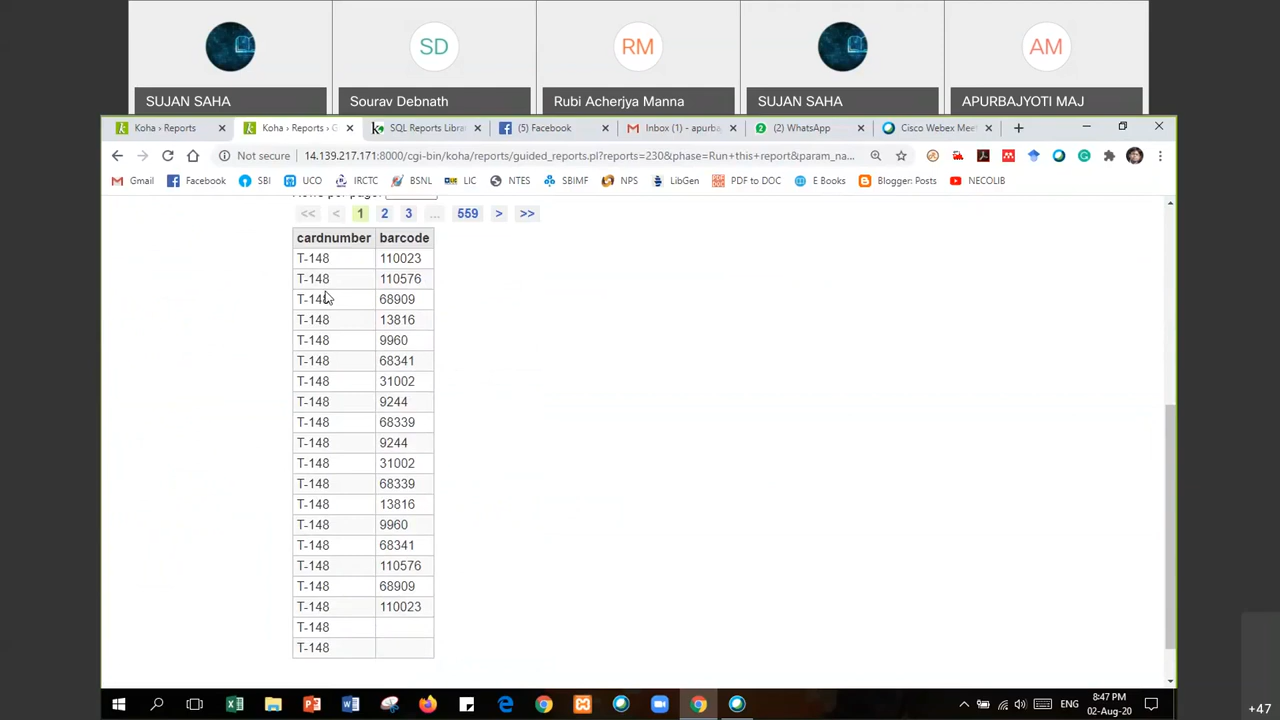 SD
RM
AM
SUJAN SAHA
Sourav Debnath
Rubi Acherjya Manna
SUJAN SAHA
APURBAJYOTI MAJ
Koha › Reports
Koha › Reports › G
SQL Reports Libra
(5) Facebook
Inbox (1) - apurba
(2) WhatsApp
Cisco Webex Meet
Not secure
14.139.217.171:8000/cgi-bin/koha/reports/guided_reports.pl?reports=230&phase=Run+this+report&param_na...
Gmail
Facebook
SBI
UCO
IRCTC
BSNL
LIC
NTES
SBIMF
NPS
LibGen
PDF to DOC
E Books
Blogger: Posts
NECOLIB
Rows per page:
<< < 1 2 3 ... 559 > >>
cardnumber barcode
T-148 110023
T-148 110576
T-148 68909
T-148 13816
T-148 9960
T-148 68341
T-148 31002
T-148 9244
T-148 68339
T-148 9244
T-148 31002
T-148 68339
T-148 13816
T-148 9960
T-148 68341
T-148 110576
T-148 68909
T-148 110023
T-148
T-148
ENG
8:47 PM
02-Aug-20
+47